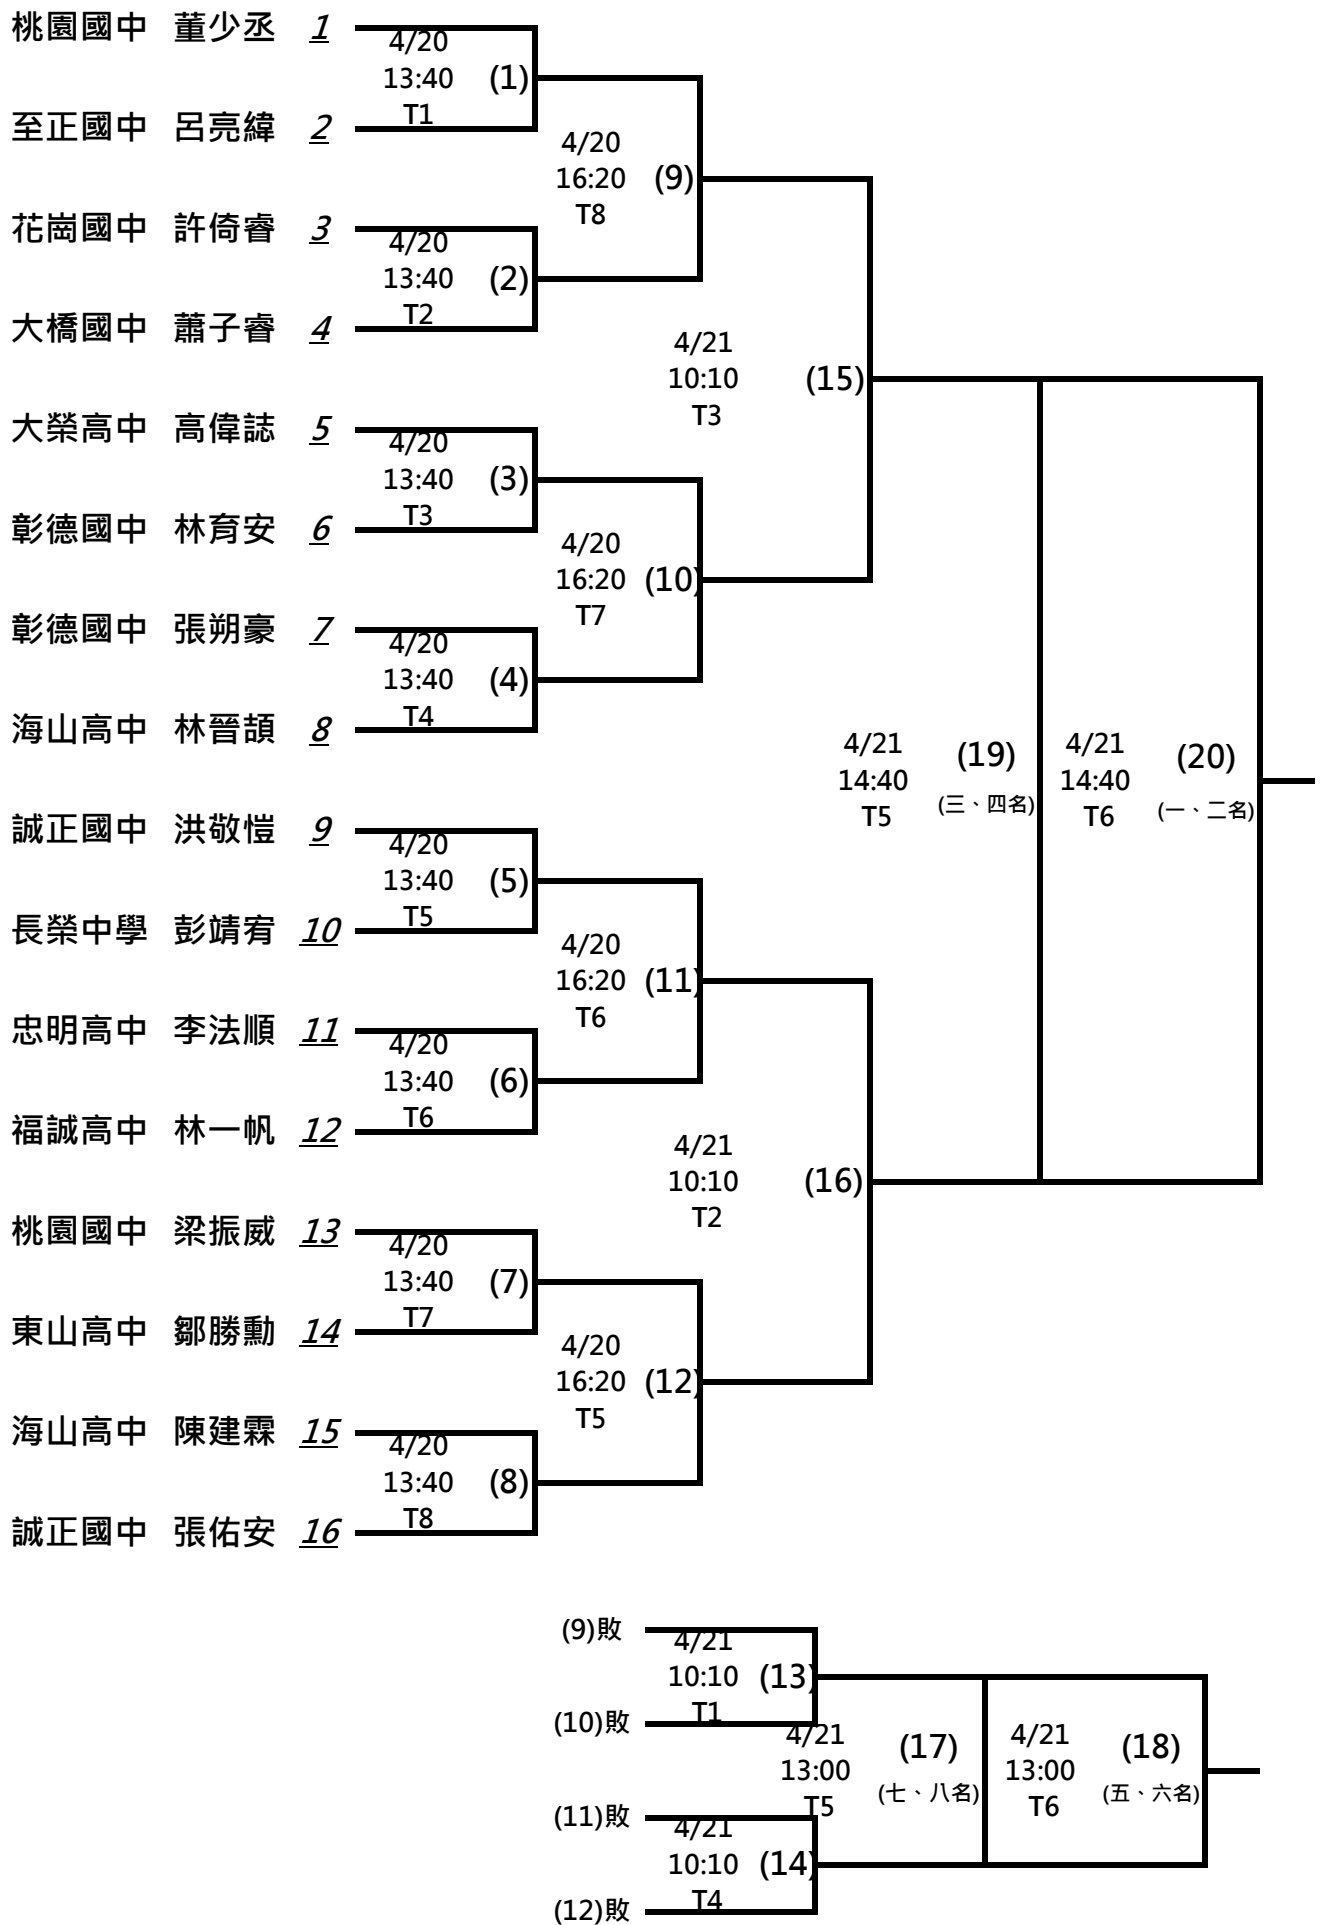 桃園國中 董少丞 1
4/20
13:40 (1)
T1
至正國中 呂亮緯 2
4/20
16:20 (9)
T8
花崗國中 許倚睿 3
4/20
13:40 (2)
T2
大橋國中 蕭子睿 4
4/21
10:10 (15)
T3
大榮高中 高偉誌 5
4/20
13:40 (3)
T3
彰德國中 林育安 6
4/20
16:20 (10)
T7
彰德國中 張朔豪 7
4/20
13:40 (4)
T4
海山高中 林晉頡 8
4/21
14:40 (19)
T5 (三、四名)
4/21
14:40 (20)
T6 (一、二名)
誠正國中 洪敬愷 9
4/20
13:40 (5)
T5
長榮中學 彭靖宥 10
4/20
16:20 (11)
T6
忠明高中 李法順 11
4/20
13:40 (6)
T6
福誠高中 林一帆 12
4/21
10:10 (16)
T2
桃園國中 梁振威 13
4/20
13:40 (7)
T7
東山高中 鄒勝勳 14
4/20
16:20 (12)
T5
海山高中 陳建霖 15
4/20
13:40 (8)
T8
誠正國中 張佑安 16
(9)敗
4/21
10:10 (13)
T1
(10)敗
4/21
13:00 (17)
T5 (七、八名)
4/21
13:00 (18)
T6 (五、六名)
(11)敗
4/21
10:10 (14)
T4
(12)敗